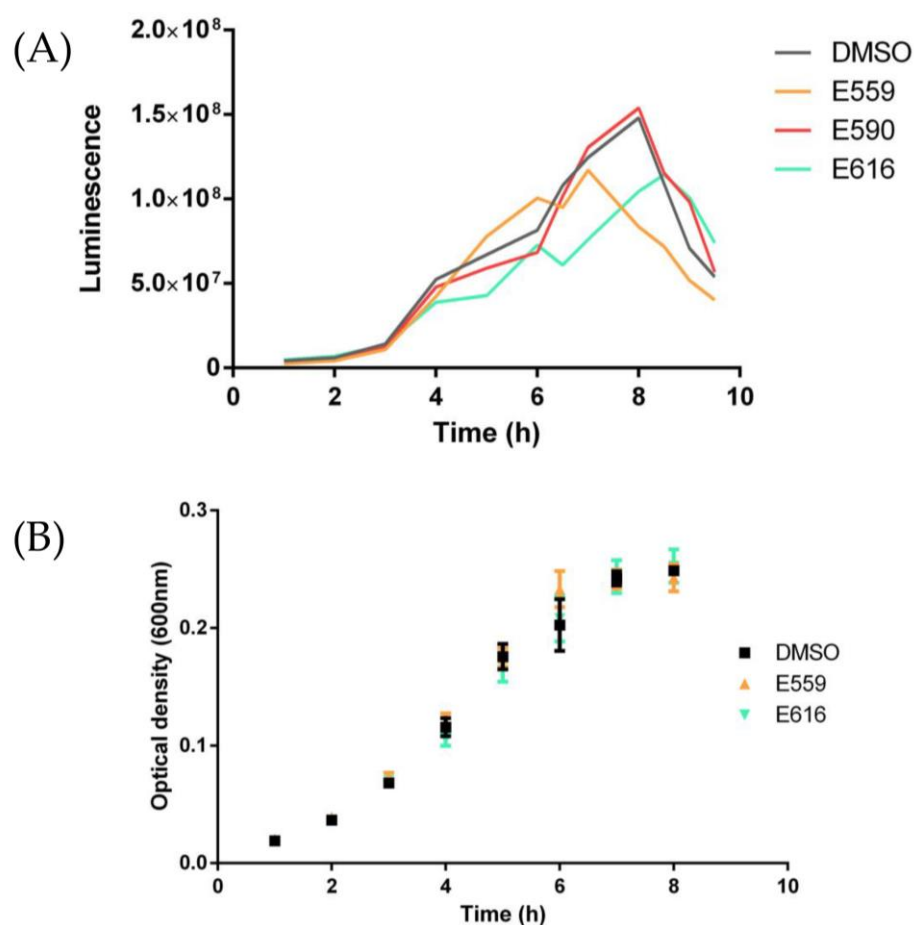 (A)
Luminescence
2.0×10⁸
1.5×10⁸
1.0×10⁸
5.0×10⁷
0
0 2 4 6 8 10
Time (h)
DMSO
E559
E590
E616
(B)
Optical density (600nm)
0.3
0.2
0.1
0.0
0 2 4 6 8 10
Time (h)
DMSO
E559
E616